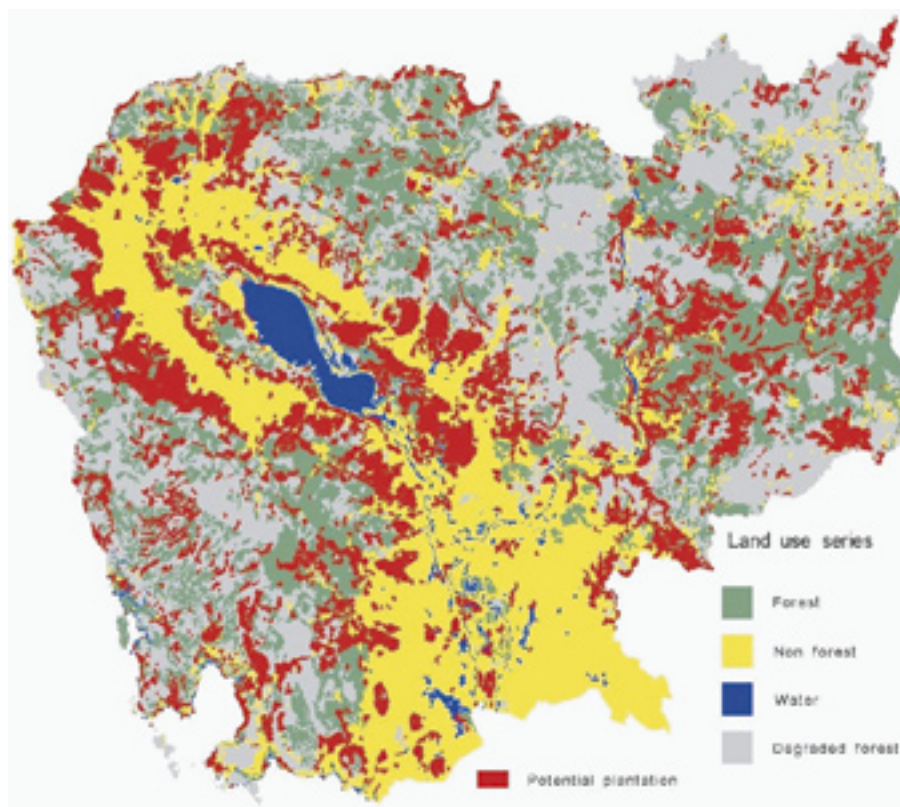 Land use series
Forest
Non forest
Water
Degraded forest
Potential plantation